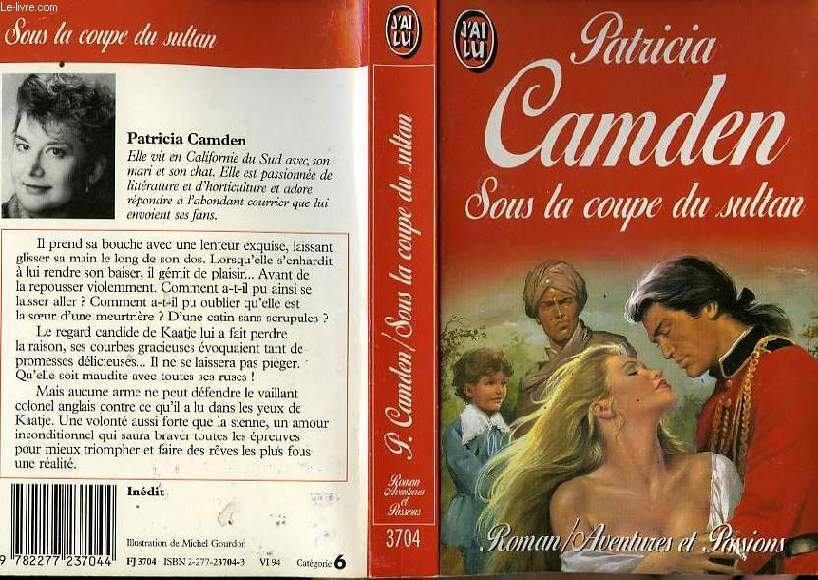 Le-livre.com
Sous la coupe du sultan
Patricia Camden
Elle vit en Californie du Sud avec son
mari et son chat. Elle est passionnée de
littérature et d'horticulture et adore
répondre à l'abondant courrier que lui
envoient ses fans.
Il prend sa bouche avec une lenteur exquise, laissant
glisser sa main le long de son dos. Lorsqu'elle s'enhardit
à lui rendre son baiser, il gémit de plaisir... Avant de
la repousser violemment. Comment a-t-il pu ainsi se
laisser aller ? Comment a-t-il pu oublier qu'elle est
la sœur d'une meurtrière ? D'une catin sans scrupules ?
Le regard candide de Kaatje lui a fait perdre
la raison, ses courbes gracieuses évoquaient tant de
promesses délicieuses... Il ne se laissera pas piéger.
Qu'elle soit maudite avec toutes ses ruses !
Mais aucune arme ne peut défendre le vaillant
colonel anglais contre ce qu'il a lu dans les yeux de
Kaatje. Une volonté aussi forte que la sienne, un amour
inconditionnel qui saura braver toutes les épreuves
pour mieux triompher et faire des rêves les plus fous
une réalité.
Inédit
Illustration de Michel Gourdon
9 782277 237044
FJ 3704 ISBN 2-277-23704-3 VI 94 Catégorie 6
J'AI
LU
P. Camden/Sous la coupe du sultan
Roman
Aventures
et
Passions
3704
J'AI
LU
Patricia
Camden
Sous la coupe du sultan
Roman/Aventures et Passions